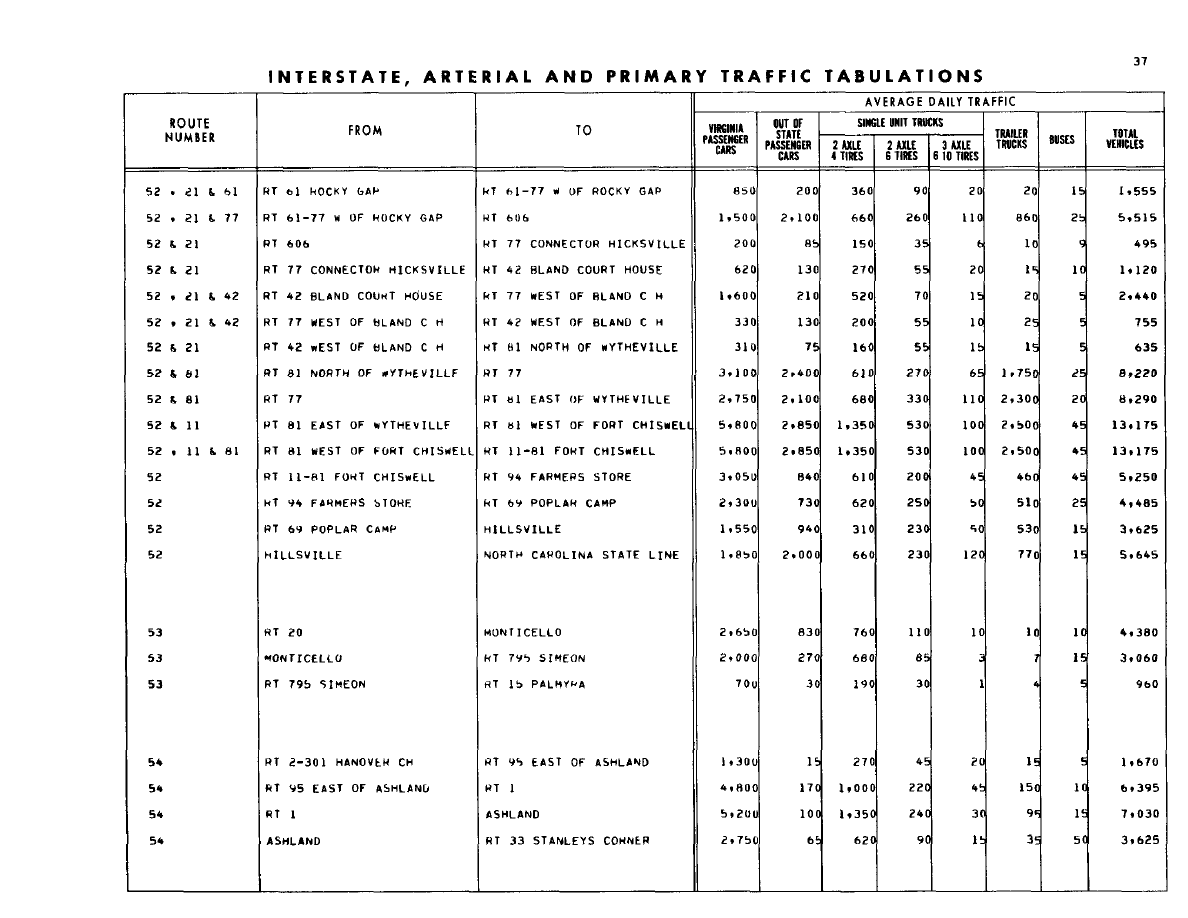 37
INTERSTATE, ARTERIAL AND PRIMARY TRAFFIC TABULATIONS
ROUTE NUMBER FROM TO AVERAGE DAILY TRAFFIC
VIRGINIA PASSENGER CARS OUT OF STATE PASSENGER CARS SINGLE UNIT TRUCKS TRAILER TRUCKS BUSES TOTAL VEHICLES
2 AXLE 4 TIRES 2 AXLE 6 TIRES 3 AXLE 6 10 TIRES
52 , 21 & 61 RT 61 ROCKY GAP RT 61-77 W OF ROCKY GAP 850 200 360 90 20 20 15 1,555
52 , 21 & 77 RT 61-77 W OF ROCKY GAP RT 606 1,500 2,100 660 260 110 860 25 5,515
52 & 21 RT 606 RT 77 CONNECTOR HICKSVILLE 200 85 150 35 6 10 9 495
52 & 21 RT 77 CONNECTOR HICKSVILLE RT 42 BLAND COURT HOUSE 620 130 270 55 20 15 10 1,120
52 , 21 & 42 RT 42 BLAND COURT HOUSE RT 77 WEST OF BLAND C H 1,600 210 520 70 15 20 5 2,440
52 , 21 & 42 RT 77 WEST OF BLAND C H RT 42 WEST OF BLAND C H 330 130 200 55 10 25 5 755
52 & 21 RT 42 WEST OF BLAND C H RT 81 NORTH OF WYTHEVILLE 310 75 160 55 15 15 5 635
52 & 81 RT 81 NORTH OF WYTHEVILLE RT 77 3,100 2,400 610 270 65 1,750 25 8,220
52 & 81 RT 77 RT 81 EAST OF WYTHEVILLE 2,750 2,100 680 330 110 2,300 20 8,290
52 & 11 RT 81 EAST OF WYTHEVILLE RT 81 WEST OF FORT CHISWELL 5,800 2,850 1,350 530 100 2,500 45 13,175
52 , 11 & 81 RT 81 WEST OF FORT CHISWELL RT 11-81 FORT CHISWELL 5,800 2,850 1,350 530 100 2,500 45 13,175
52 RT 11-81 FORT CHISWELL RT 94 FARMERS STORE 3,050 840 610 200 45 460 45 5,250
52 RT 94 FARMERS STORE RT 69 POPLAR CAMP 2,300 730 620 250 50 510 25 4,485
52 RT 69 POPLAR CAMP HILLSVILLE 1,550 940 310 230 50 530 15 3,625
52 HILLSVILLE NORTH CAROLINA STATE LINE 1,850 2,000 660 230 120 770 15 5,645
53 RT 20 MONTICELLO 2,650 830 760 110 10 10 10 4,380
53 MONTICELLO RT 795 SIMEON 2,000 270 680 85 3 7 15 3,060
53 RT 795 SIMEON RT 15 PALMYRA 700 30 190 30 1 4 5 960
54 RT 2-301 HANOVER CH RT 95 EAST OF ASHLAND 1,300 15 270 45 20 15 5 1,670
54 RT 95 EAST OF ASHLAND RT 1 4,800 170 1,000 220 45 150 10 6,395
54 RT 1 ASHLAND 5,200 100 1,350 240 30 95 15 7,030
54 ASHLAND RT 33 STANLEYS CORNER 2,750 65 620 90 15 35 50 3,625